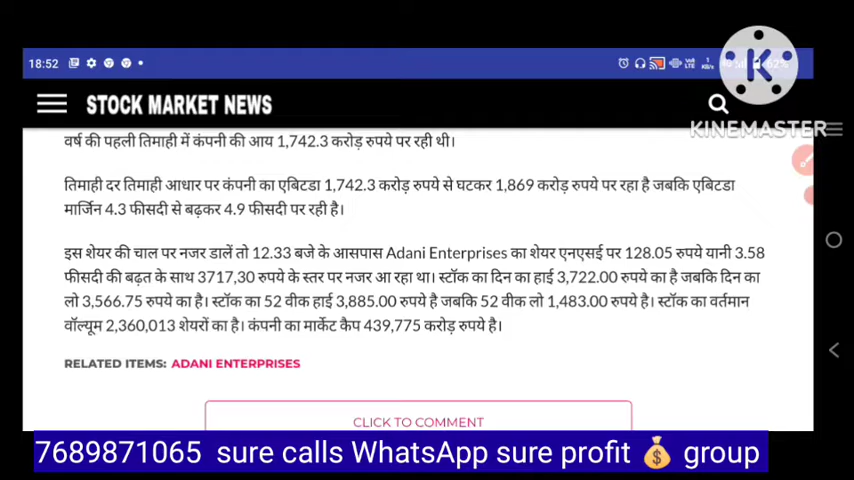 18:52
62%
STOCK MARKET NEWS
KINEMASTER
वर्ष की पहली तिमाही में कंपनी की आय 1,742.3 करोड़ रुपये पर रही थी।
तिमाही दर तिमाही आधार पर कंपनी का एबिटडा 1,742.3 करोड़ रुपये से घटकर 1,869 करोड़ रुपये पर रहा है जबकि एबिटडा
मार्जिन 4.3 फीसदी से बढ़कर 4.9 फीसदी पर रही है।
इस शेयर की चाल पर नजर डालें तो 12.33 बजे के आसपास Adani Enterprises का शेयर एनएसई पर 128.05 रुपये यानी 3.58
फीसदी की बढ़त के साथ 3717,30 रुपये के स्तर पर नजर आ रहा था। स्टॉक का दिन का हाई 3,722.00 रुपये का है जबकि दिन का
लो 3,566.75 रुपये का है। स्टॉक का 52 वीक हाई 3,885.00 रुपये है जबकि 52 वीक लो 1,483.00 रुपये है। स्टॉक का वर्तमान
वॉल्यूम 2,360,013 शेयरों का है। कंपनी का मार्केट कैप 439,775 करोड़ रुपये है।
RELATED ITEMS: ADANI ENTERPRISES
CLICK TO COMMENT
7689871065 sure calls WhatsApp sure profit 💰 group